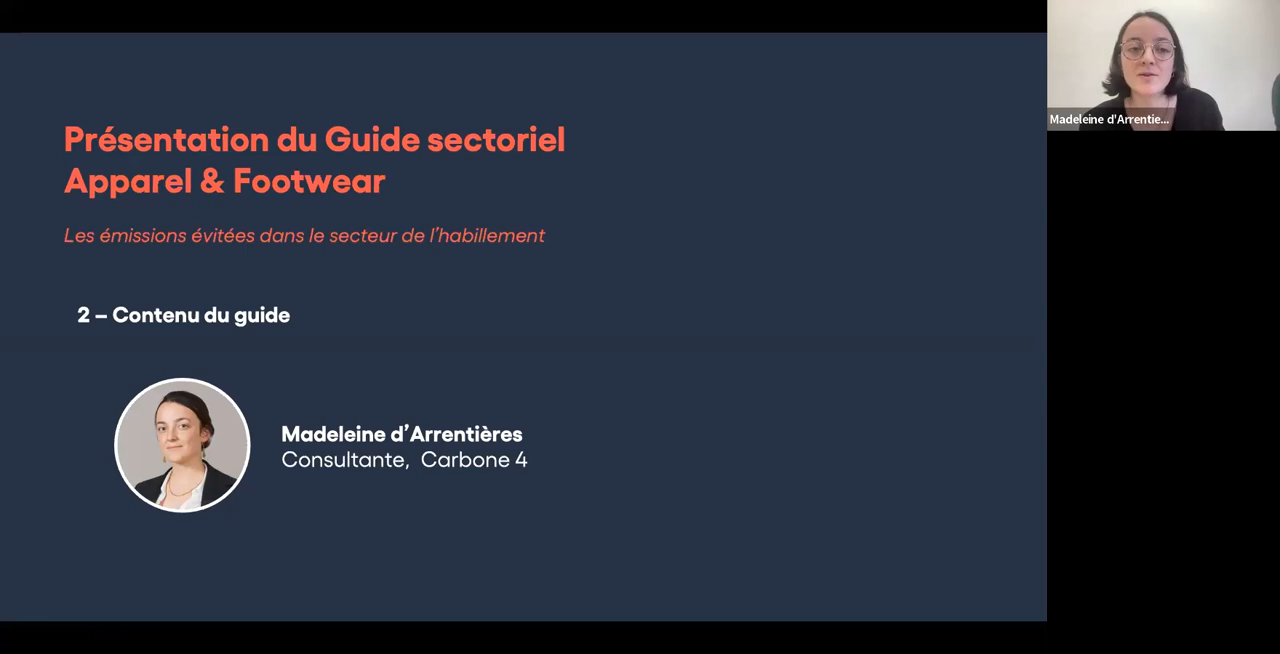 Présentation du Guide sectoriel
Apparel & Footwear
Les émissions évitées dans le secteur de l’habillement
2 – Contenu du guide
Madeleine d’Arrentières
Consultante, Carbone 4
Madeleine d'Arrentie...